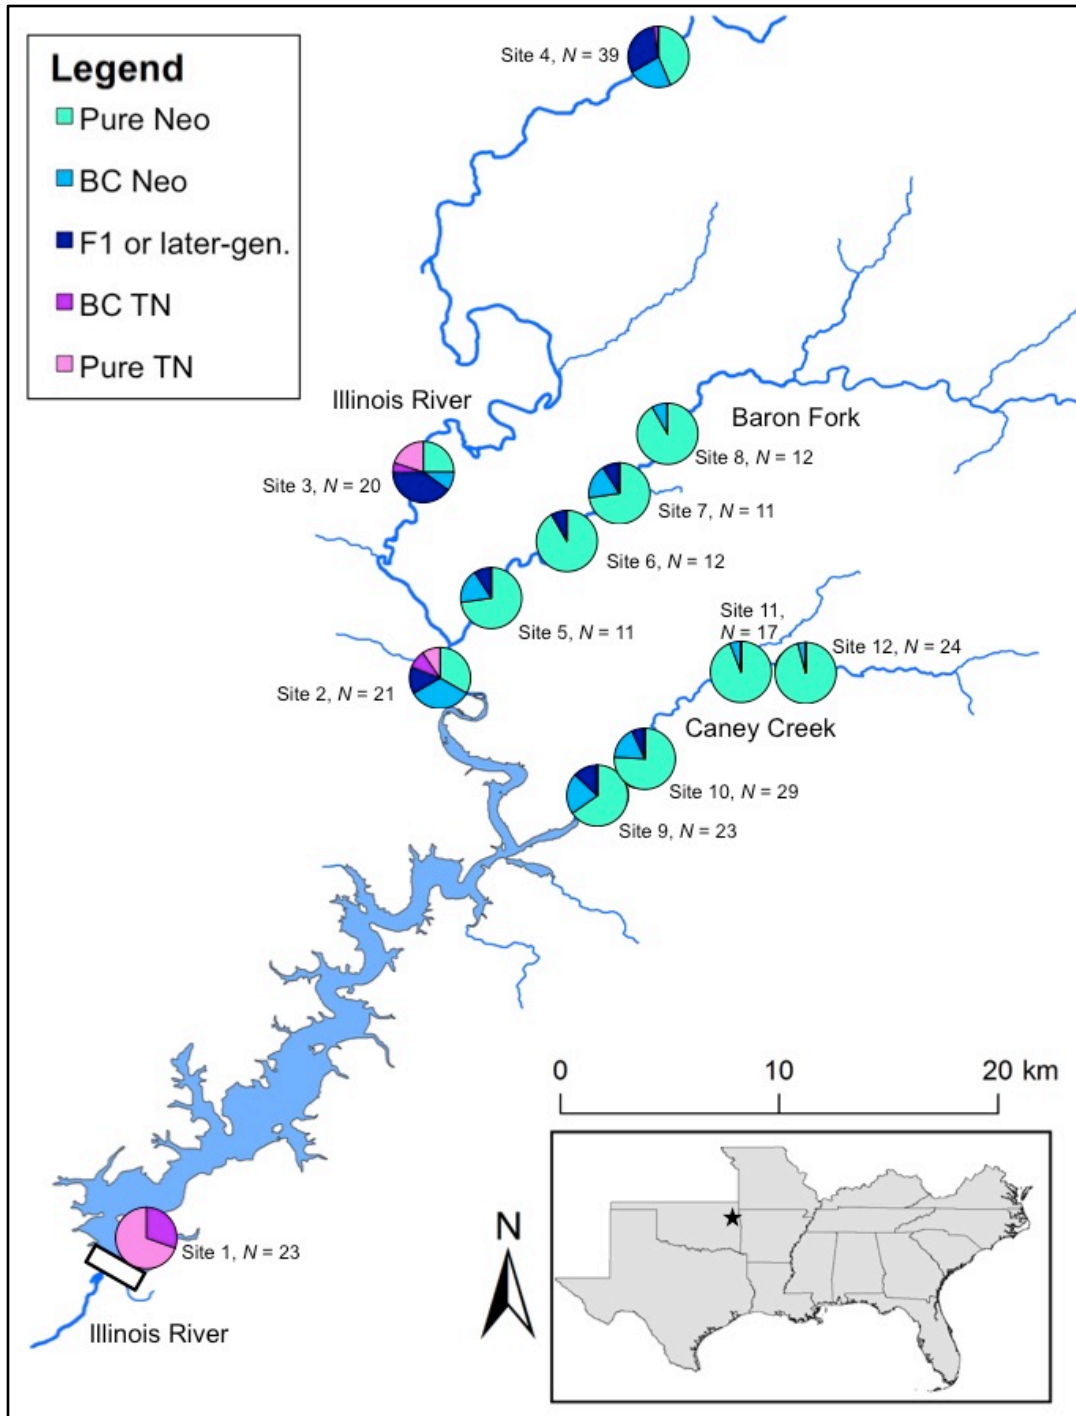 Legend
Pure Neo
BC Neo
F1 or later-gen.
BC TN
Pure TN
Site 4, N = 39
Illinois River
Baron Fork
Site 3, N = 20
Site 8, N = 12
Site 7, N = 11
Site 6, N = 12
Site 5, N = 11
Site 11,
N = 17
Site 12, N = 24
Site 2, N = 21
Caney Creek
Site 10, N = 29
Site 9, N = 23
0 10 20 km
N
Site 1, N = 23
Illinois River